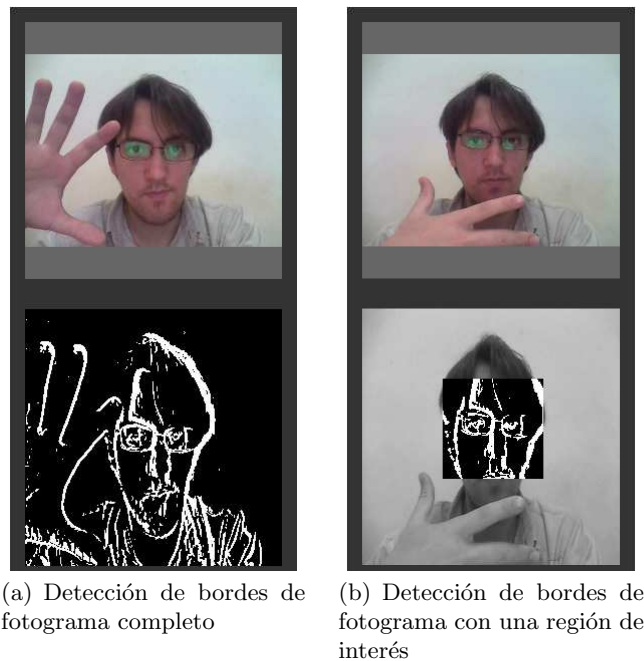 (a) Detección de bordes de
fotograma completo
(b) Detección de bordes de
fotograma con una región de
interés